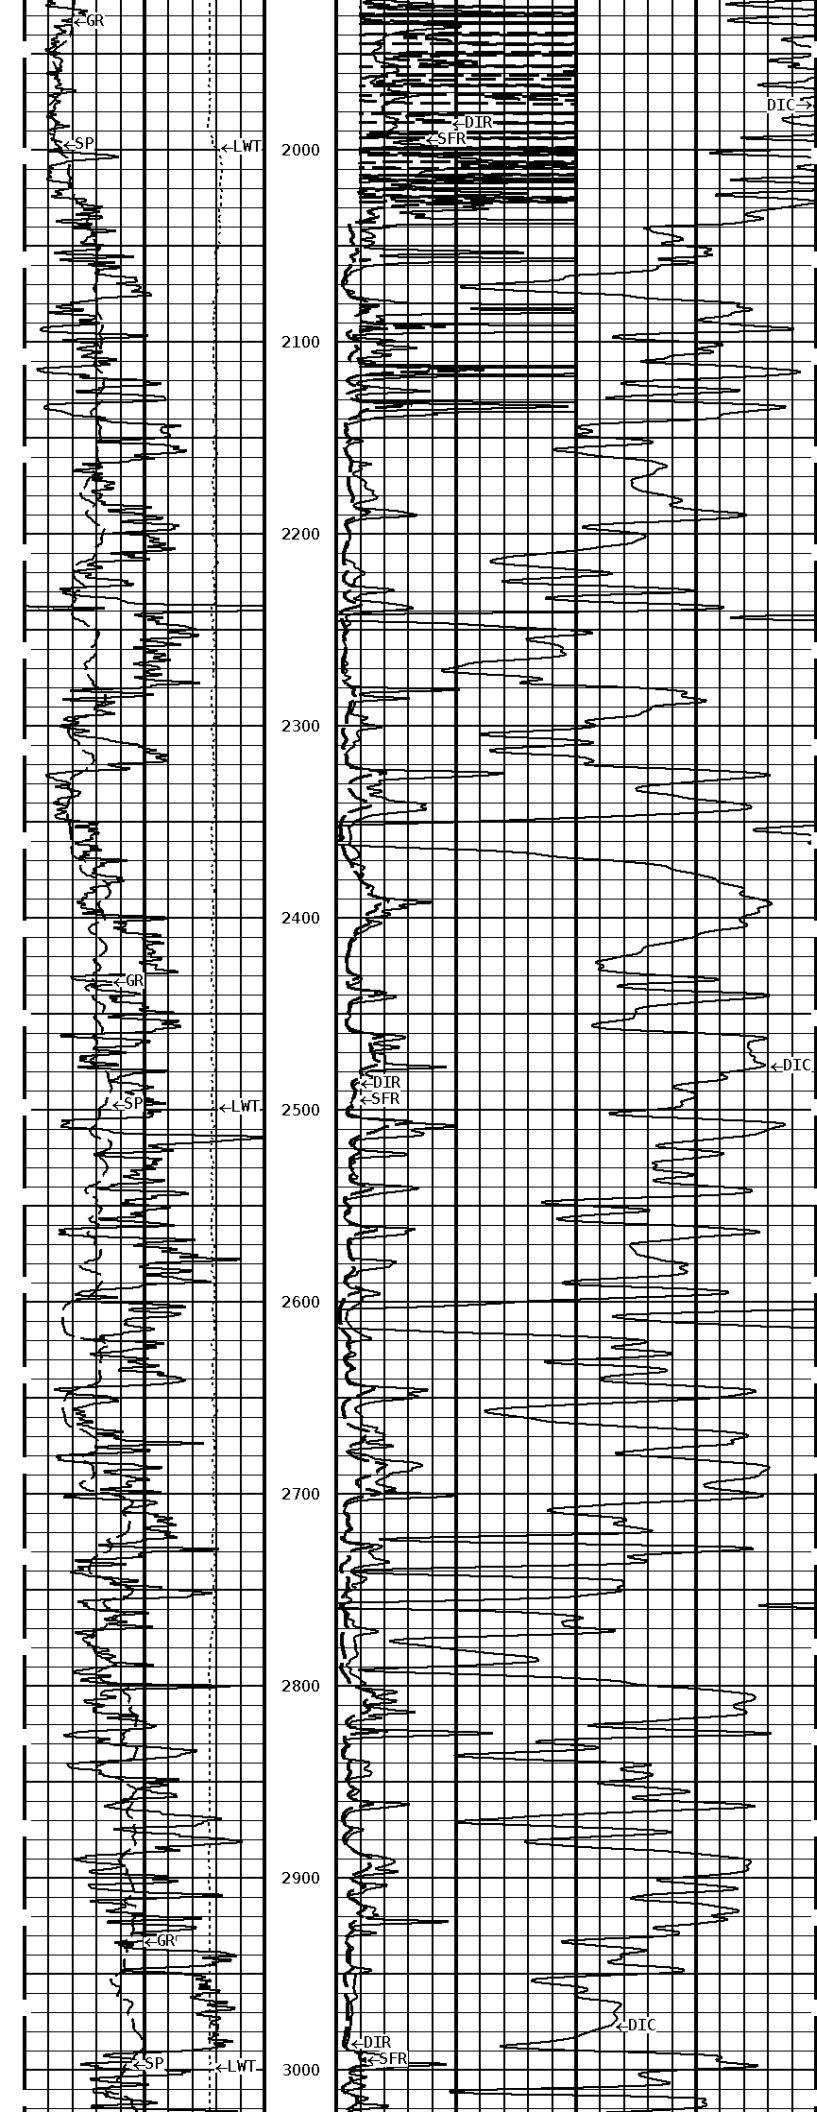 ←GR
DIC→
←DIR
←SFR
←SP
←LWT
2000
2100
2200
2300
2400
←GR
←DIC
←DIR
←SFR
←SP
←LWT
2500
2600
2700
2800
2900
←GR
←DIC
←DIR
←SFR
←SP
←LWT
3000